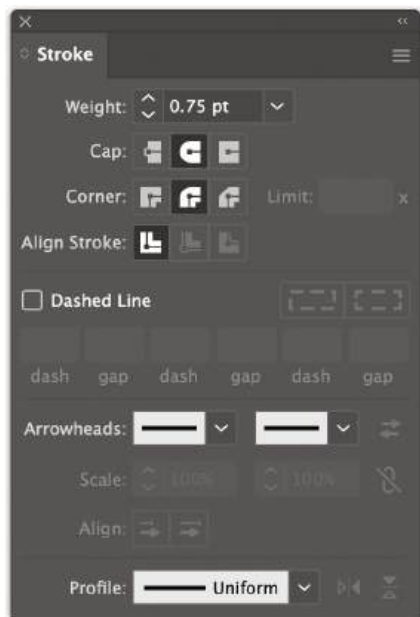 Stroke
Weight: 0.75 pt
Cap:
Corner: Limit: x
Align Stroke:
Dashed Line
dash gap dash gap dash gap
Arrowheads:
Scale: 100% 100%
Align:
Profile: Uniform